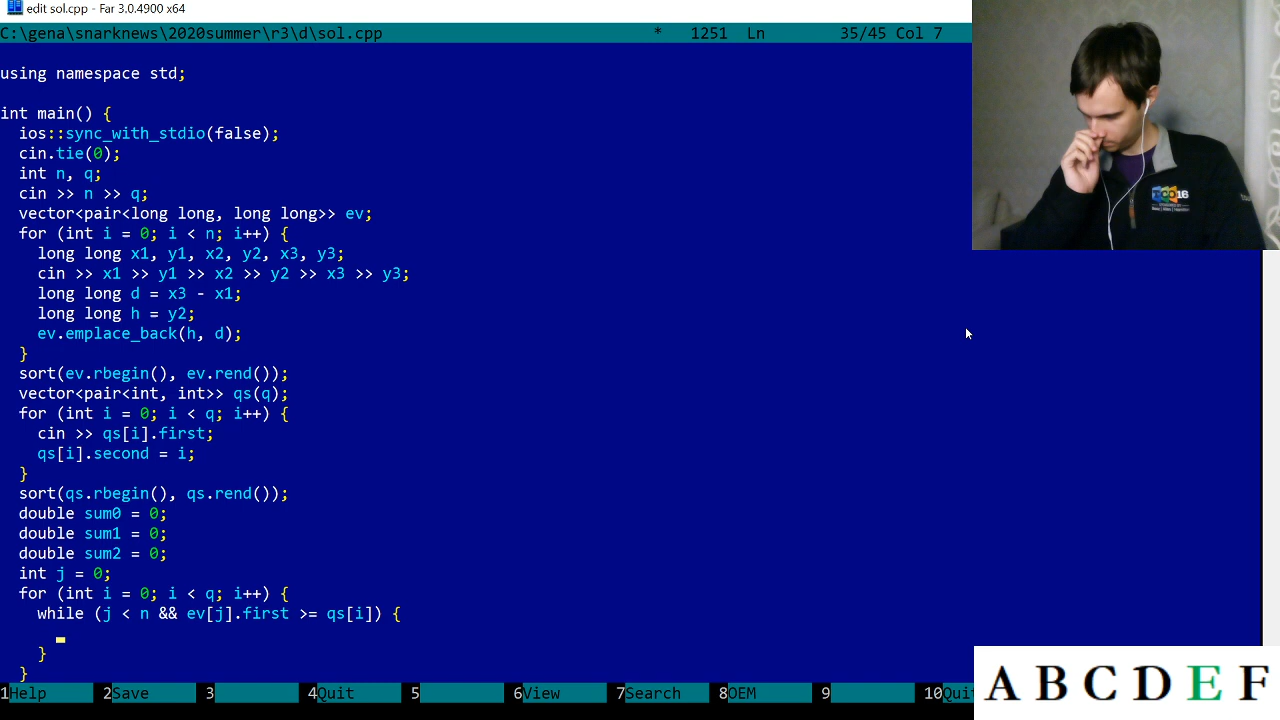 edit sol.cpp - Far 3.0.4900 x64
C:\gena\snarknews\2020summer\r3\d\sol.cpp * 1251 Ln 35/45 Col 7
using namespace std;
int main() {
ios::sync_with_stdio(false);
cin.tie(0);
int n, q;
cin >> n >> q;
vector<pair<long long, long long>> ev;
for (int i = 0; i < n; i++) {
long long x1, y1, x2, y2, x3, y3;
cin >> x1 >> y1 >> x2 >> y2 >> x3 >> y3;
long long d = x3 - x1;
long long h = y2;
ev.emplace_back(h, d);
}
sort(ev.rbegin(), ev.rend());
vector<pair<int, int>> qs(q);
for (int i = 0; i < q; i++) {
cin >> qs[i].first;
qs[i].second = i;
}
sort(qs.rbegin(), qs.rend());
double sum0 = 0;
double sum1 = 0;
double sum2 = 0;
int j = 0;
for (int i = 0; i < q; i++) {
while (j < n && ev[j].first >= qs[i]) {
}
}
1Help 2Save 3 4Quit 5 6View 7Search 8OEM 9 10Quit
A B C D E F